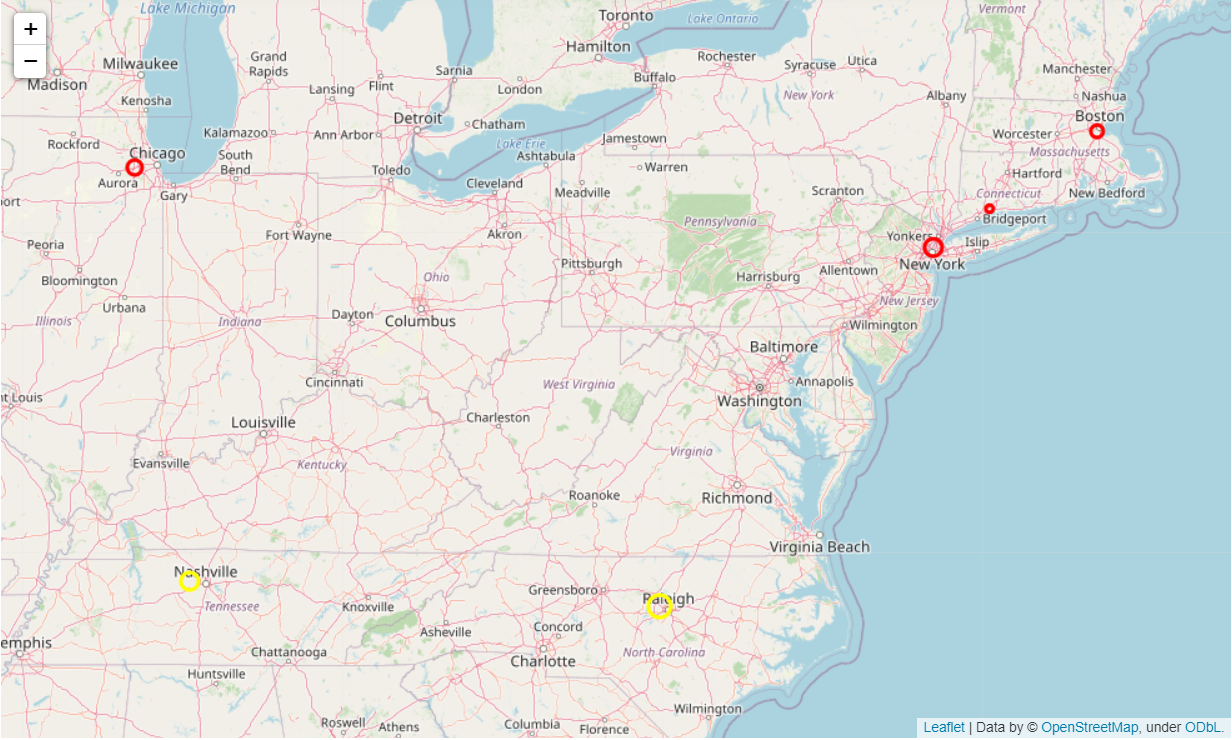 Lake Michigan
Vermont
Toronto
Lake Ontario
+
Hamilton
Rochester
Milwaukee
Grand
Rapids
Sarnia
Syracuse
Utica
−
Madison
Buffalo
Manchester
Lansing
Flint
London
New York
Albany
Nashua
Kenosha
Detroit
Chatham
Boston
Kalamazoo
Ann Arbor
Lake Erie
Jamestown
Worcester
Rockford
Chicago
South
Bend
Ashtabula
Massachusetts
Toledo
Warren
Hartford
Aurora
Cleveland
Meadville
Scranton
Connecticut
New Bedford
Gary
ort
Pennsylvania
Bridgeport
Fort Wayne
Akron
Yonkers
Islip
Peoria
Pittsburgh
New York
Bloomington
Ohio
Harrisburg
Allentown
Urbana
New Jersey
Illinois
Indiana
Dayton
Columbus
Wilmington
Baltimore
Cincinnati
West Virginia
Annapolis
nt Louis
Washington
Louisville
Charleston
Evansville
Kentucky
Virginia
Roanoke
Richmond
Virginia Beach
Nashville
Greensboro
Raleigh
Tennessee
Knoxville
Asheville
Concord
emphis
Chattanooga
Charlotte
North Carolina
Huntsville
Wilmington
Roswell
Athens
Columbia
Florence
Leaflet | Data by © OpenStreetMap, under ODbL.